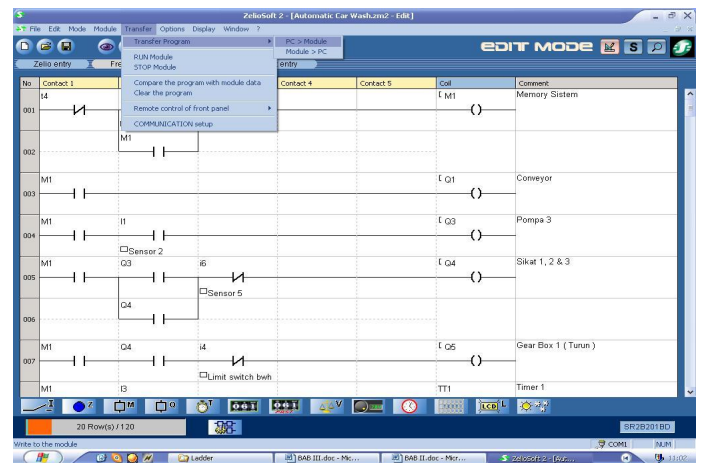 ZelioSoft 2 - [Automatic Car Wash.zm2 - Edit]
File Edit Mode Module Transfer Options Display Window ?
Transfer Program
PC > Module
Module > PC
RUN Module
STOP Module
Compare the program with module data
Clear the program
Remote control of front panel
COMMUNICATION setup
EDIT MODE
S
Zelio entry
entry
No Contact 1 Contact 4 Contact 5 Coil Comment
001 t4 [ M1 Memory Sistem
002 M1
003 M1 [ Q1 Conveyor
004 M1 I1 [ Q3 Pompa 3
Sensor 2
005 M1 Q3 i6 [ Q4 Sikat 1, 2 & 3
Sensor 5
006 Q4
007 M1 Q4 i4 [ Q5 Gear Box 1 ( Turun )
Limit switch bwh
M1 I3 TT1 Timer 1
I Z M O T V LCD L
20 Row(s) / 120
SR2B201BD
Write to the module
COM1 NUM
Ladder
BAB III.doc - Mic...
BAB II.doc - Micr...
ZelioSoft 2 - [Aut...
11:02